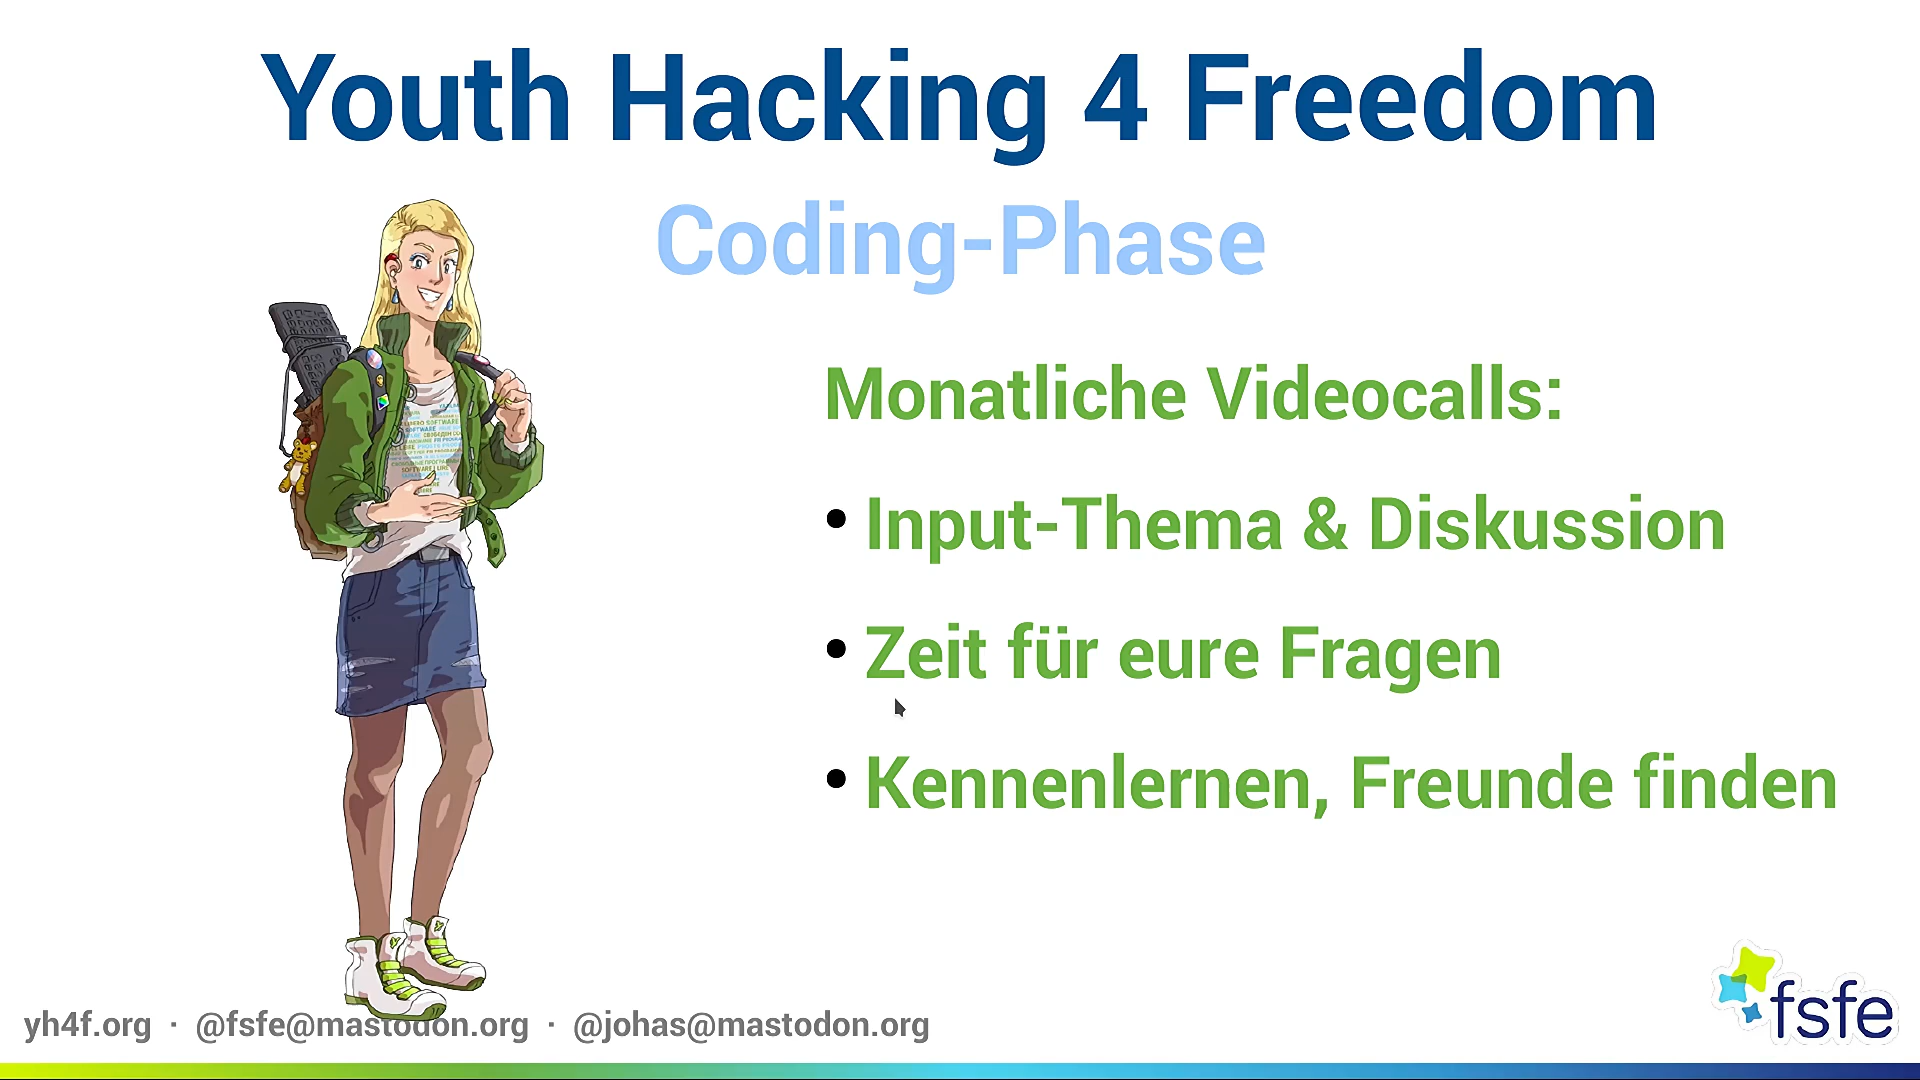 Youth Hacking 4 Freedom
Coding-Phase
Monatliche Videocalls:
• Input-Thema & Diskussion
• Zeit für eure Fragen
• Kennenlernen, Freunde finden
yh4f.org · @fsfe@mastodon.org · @johas@mastodon.org
fsfe